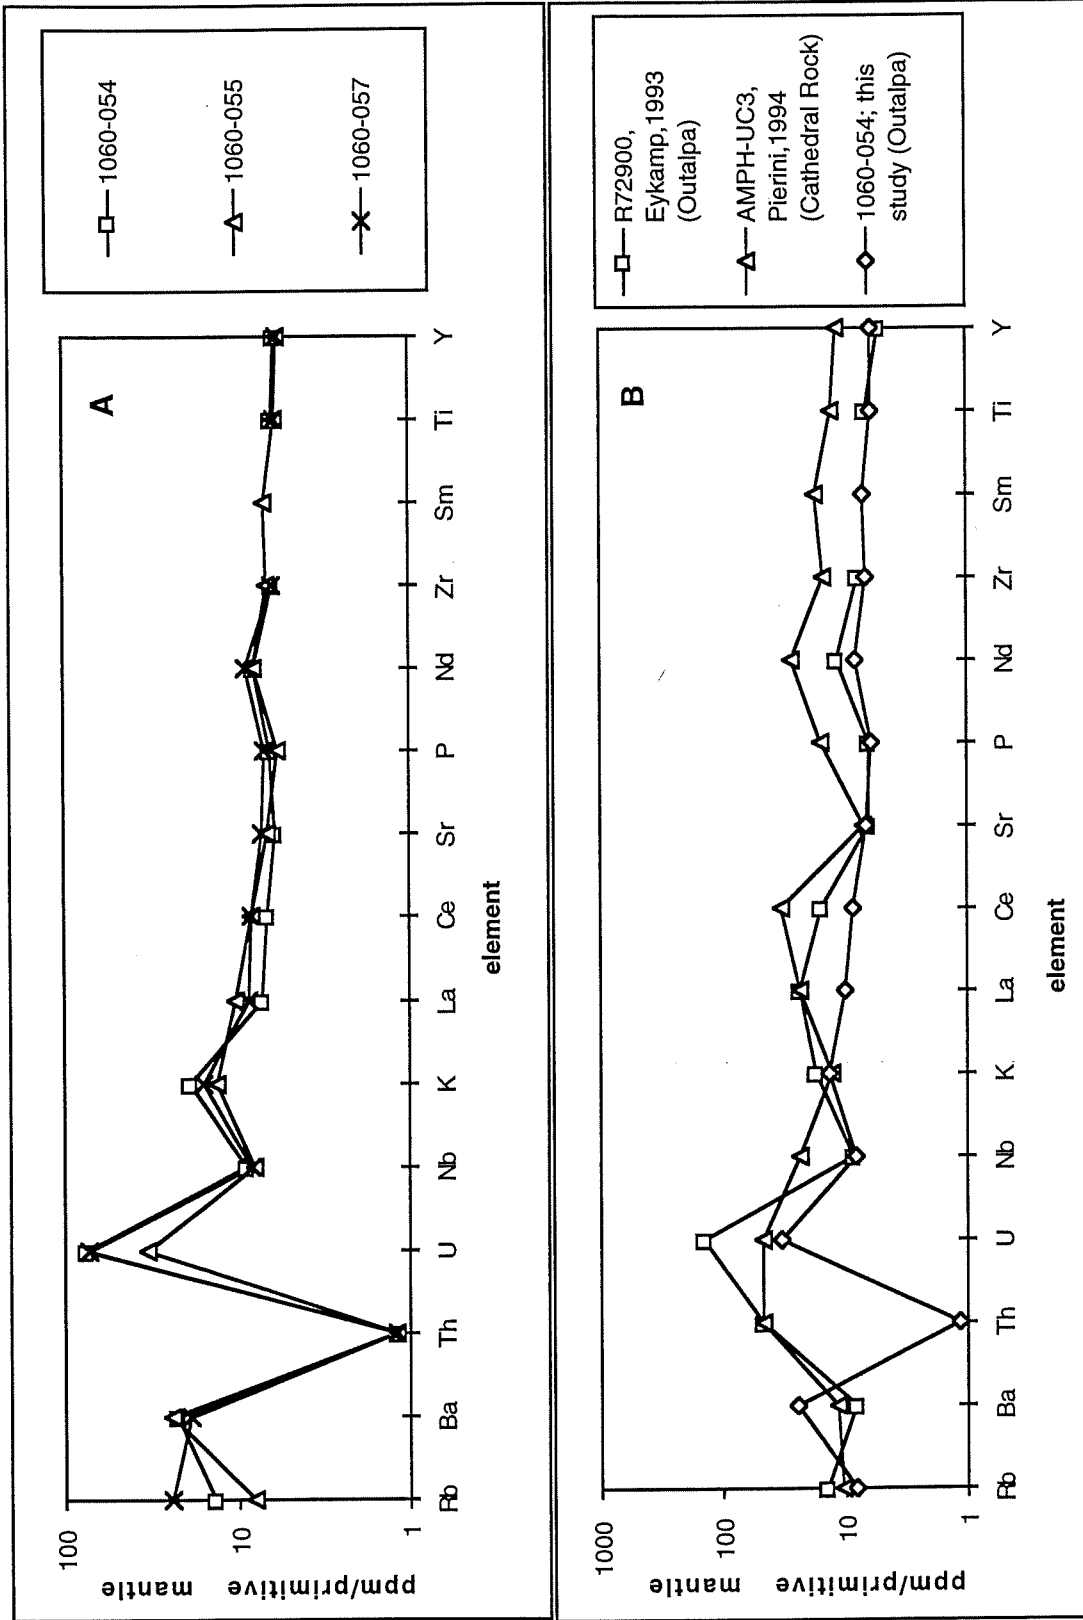 A
100
10
1
ppm/primitive
mantle
Rb
Ba
Th
U
Nb
K
La
Ce
Sr
P
Nd
Zr
Sm
Ti
Y
element
1060-054
1060-055
1060-057
B
1000
100
10
1
ppm/primitive
mantle
Rb
Ba
Th
U
Nb
K
La
Ce
Sr
P
Nd
Zr
Sm
Ti
Y
element
R72900,
Eykamp,1993
(Outalpa)
AMPH-UC3,
Pierini,1994
(Cathedral Rock)
1060-054; this
study (Outalpa)